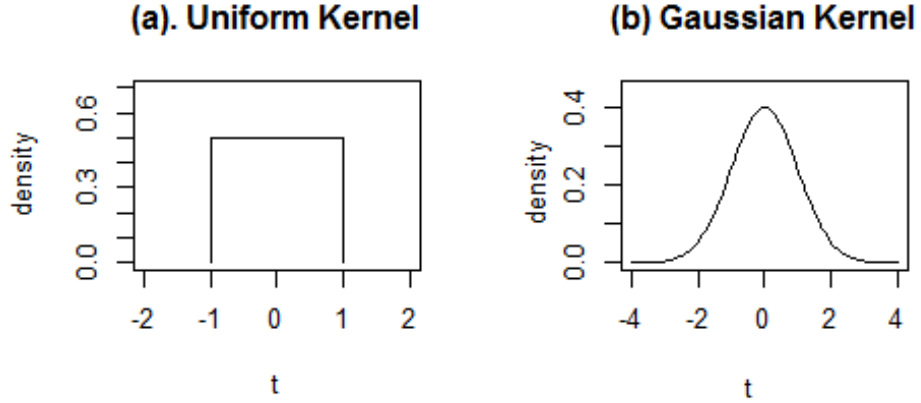 (a). Uniform Kernel
density
0.0 0.3 0.6
-2 -1 0 1 2
t
(b) Gaussian Kernel
density
0.0 0.2 0.4
-4 -2 0 2 4
t